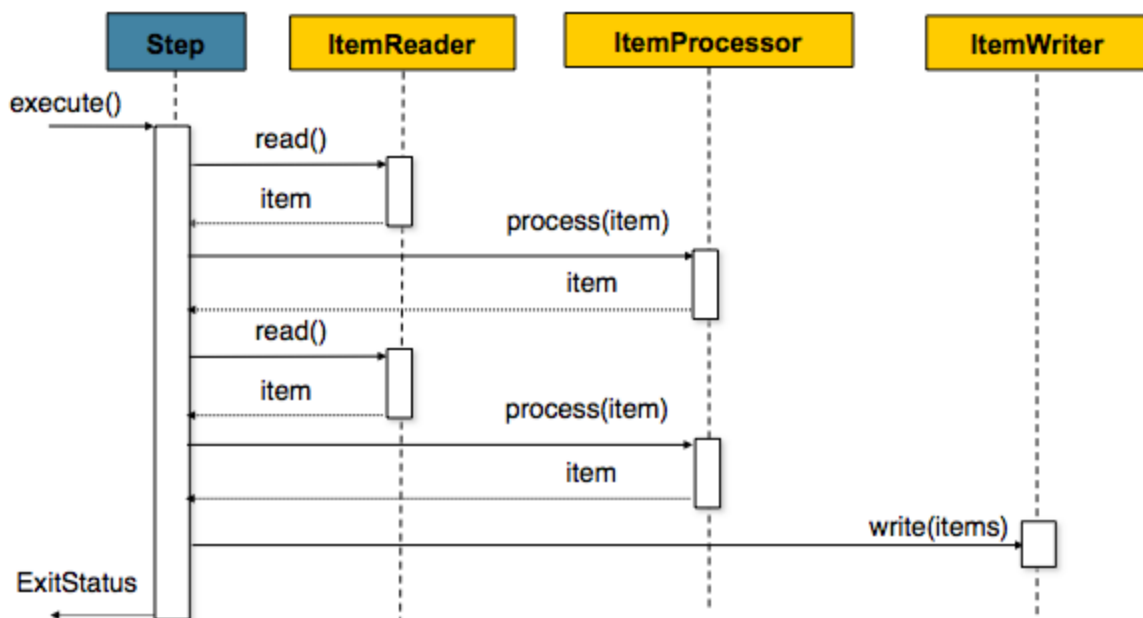 Step
ItemReader
ItemProcessor
ItemWriter
execute()
read()
item
process(item)
item
read()
item
process(item)
item
write(items)
ExitStatus